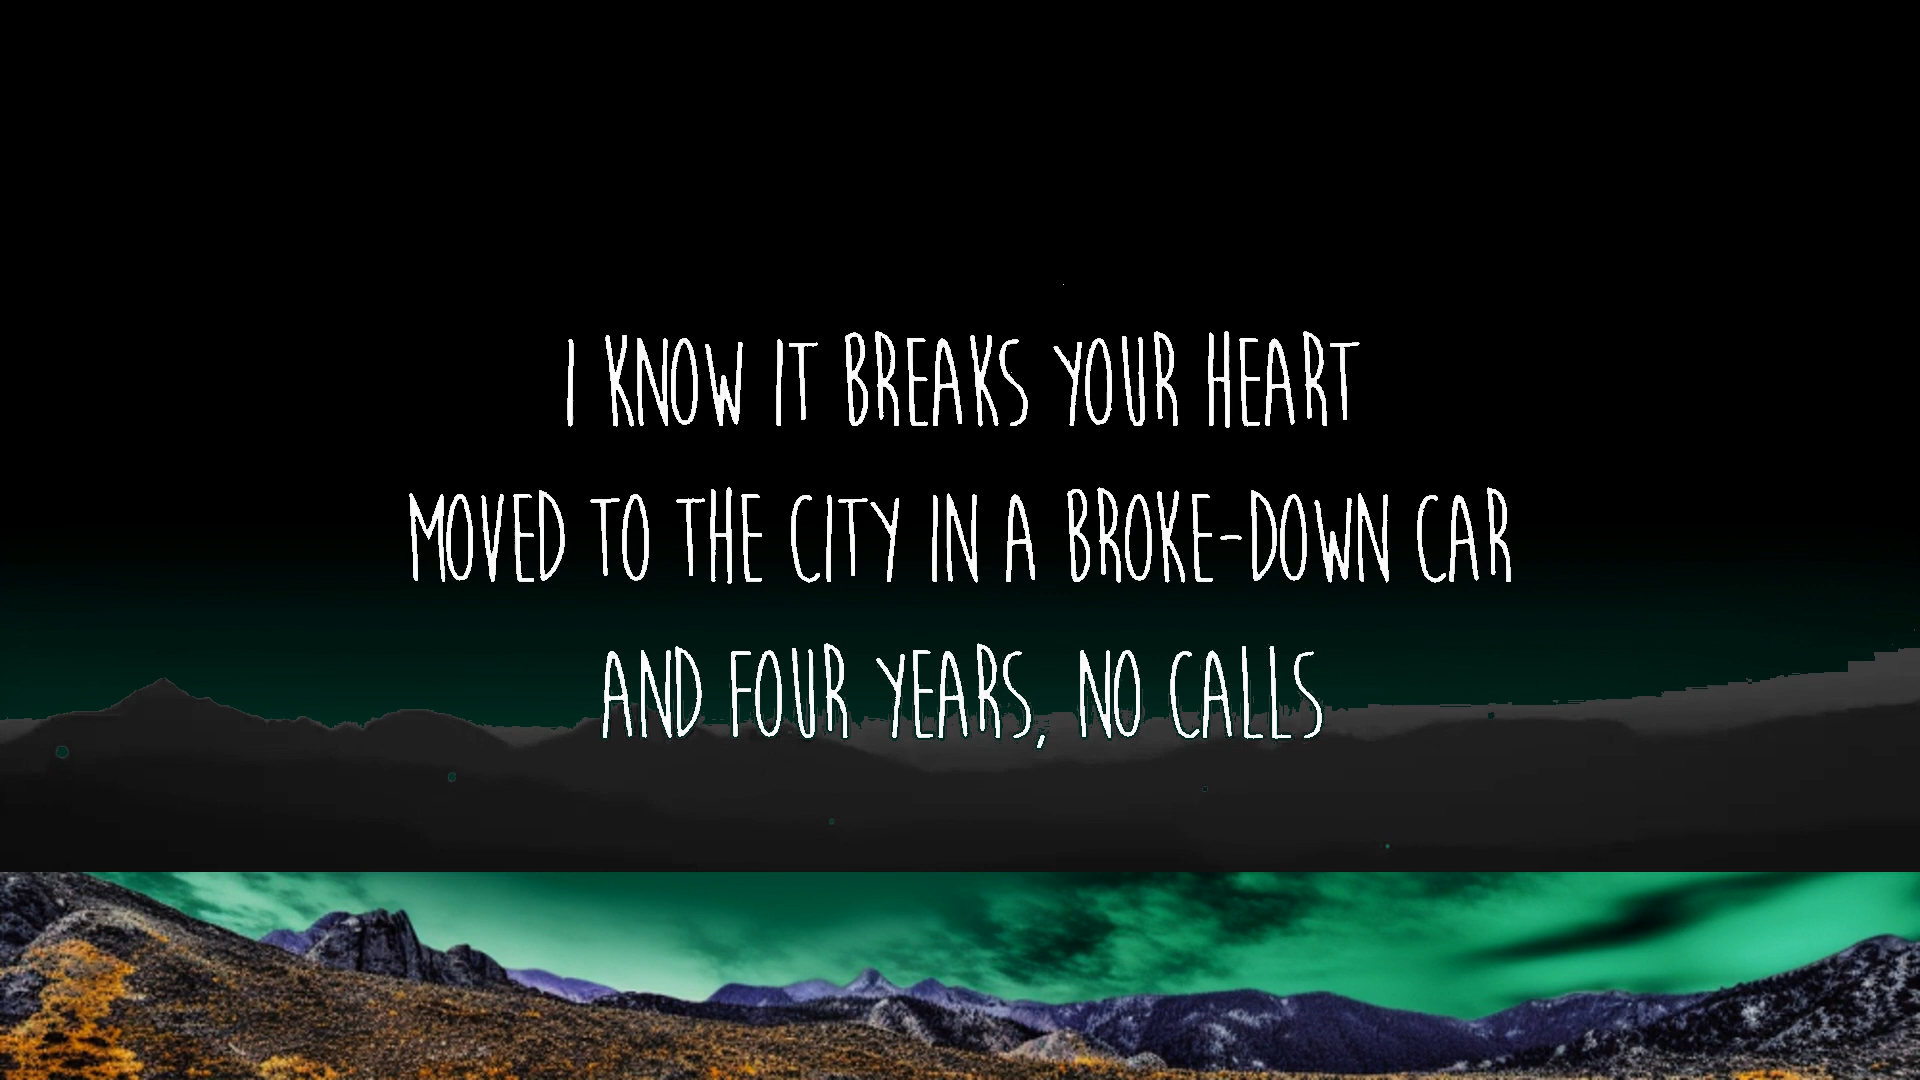 I KNOW IT BREAKS YOUR HEART
MOVED TO THE CITY IN A BROKE-DOWN CAR
AND FOUR YEARS, NO CALLS